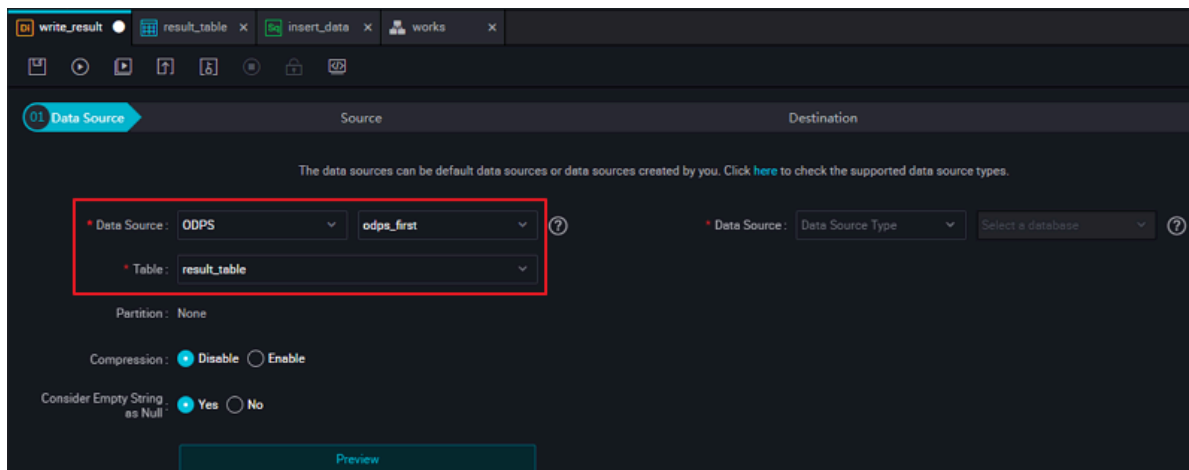 Di write_result result_table × Sq insert_data × works ×
01 Data Source Source Destination
The data sources can be default data sources or data sources created by you. Click here to check the supported data source types.
* Data Source : ODPS odps_first ? * Data Source : Data Source Type Select a database ?
* Table : result_table
Partition : None
Compression : Disable Enable
Consider Empty String
as Null : Yes No
Preview